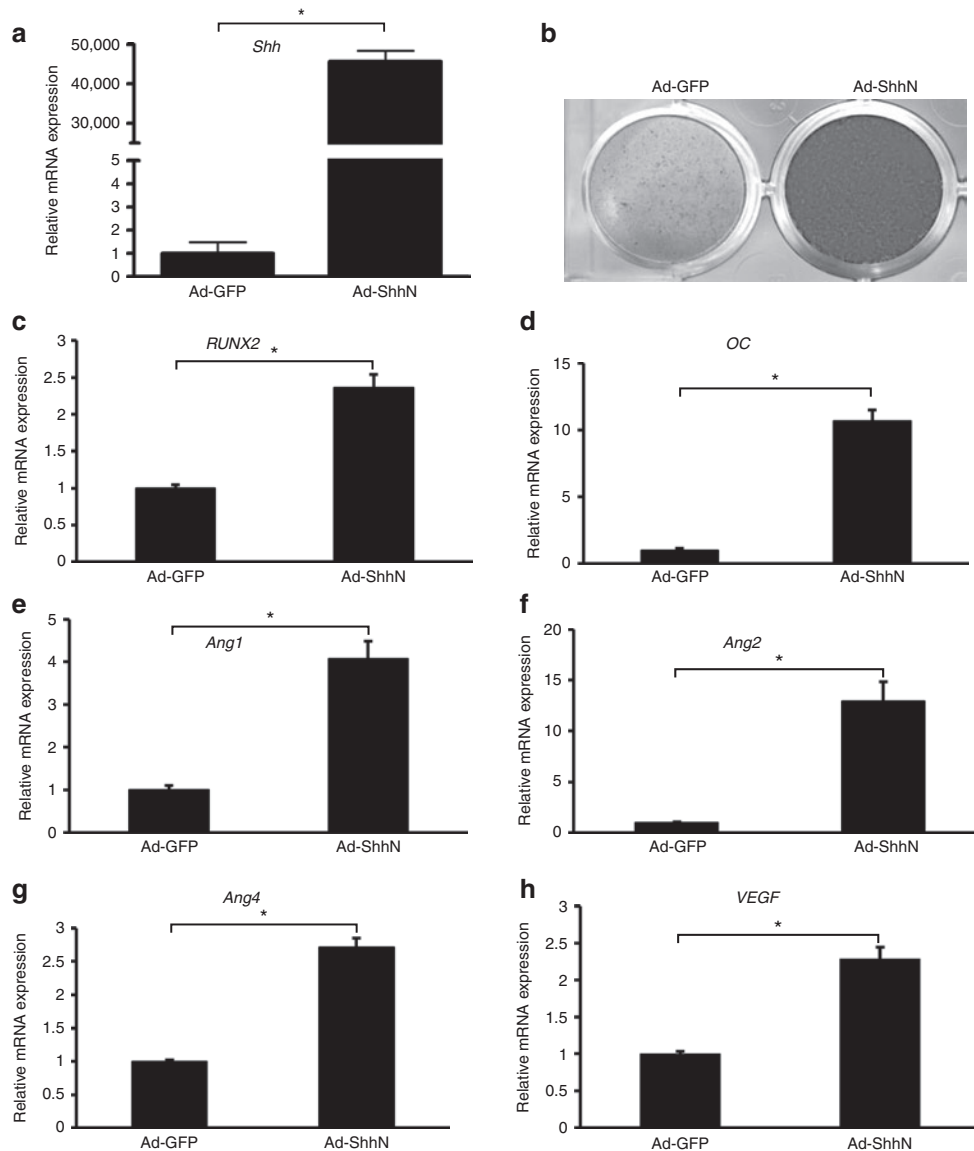 a
*
Shh
Relative mRNA expression
50,000
40,000
30,000
5
4
3
2
1
0
Ad-GFP
Ad-ShhN
b
Ad-GFP
Ad-ShhN
c
RUNX2
*
Relative mRNA expression
3
2.5
2
1.5
1
0.5
0
Ad-GFP
Ad-ShhN
d
OC
*
Relative mRNA expression
15
10
5
0
Ad-GFP
Ad-ShhN
e
Ang1
*
Relative mRNA expression
5
4
3
2
1
0
Ad-GFP
Ad-ShhN
f
Ang2
*
Relative mRNA expression
20
15
10
5
0
Ad-GFP
Ad-ShhN
g
Ang4
*
Relative mRNA expression
3
2.5
2
1.5
1
0.5
0
Ad-GFP
Ad-ShhN
h
VEGF
*
Relative mRNA expression
3
2.5
2
1.5
1
0.5
0
Ad-GFP
Ad-ShhN